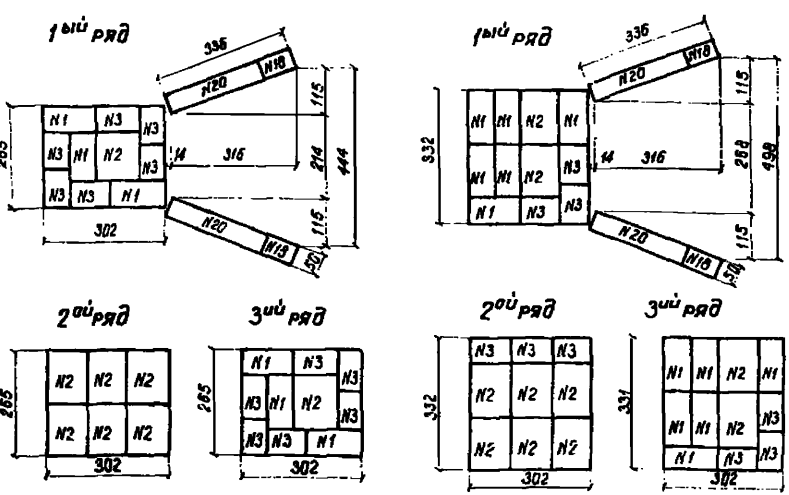 1ый ряд
336
N20 N18
115
N1 N3 N3
N3 N1 N2 N3
N3 N3 N1
265
14 316
214
444
302
N20 N18
115
50
1ый ряд
336
N20 N18
115
N1 N1 N2 N1
N1 N1 N2 N3
N1 N3 N3
332
14 316
268
498
302
N20 N18
115
50
2ой ряд
N2 N2 N2
N2 N2 N2
265
302
3ий ряд
N1 N3 N3
N3 N1 N2 N3
N3 N3 N1
265
302
2ой ряд
N3 N3 N3
N2 N2 N2
N2 N2 N2
332
302
3ий ряд
N1 N1 N2 N1
N1 N1 N2 N3
N1 N3 N3
331
302